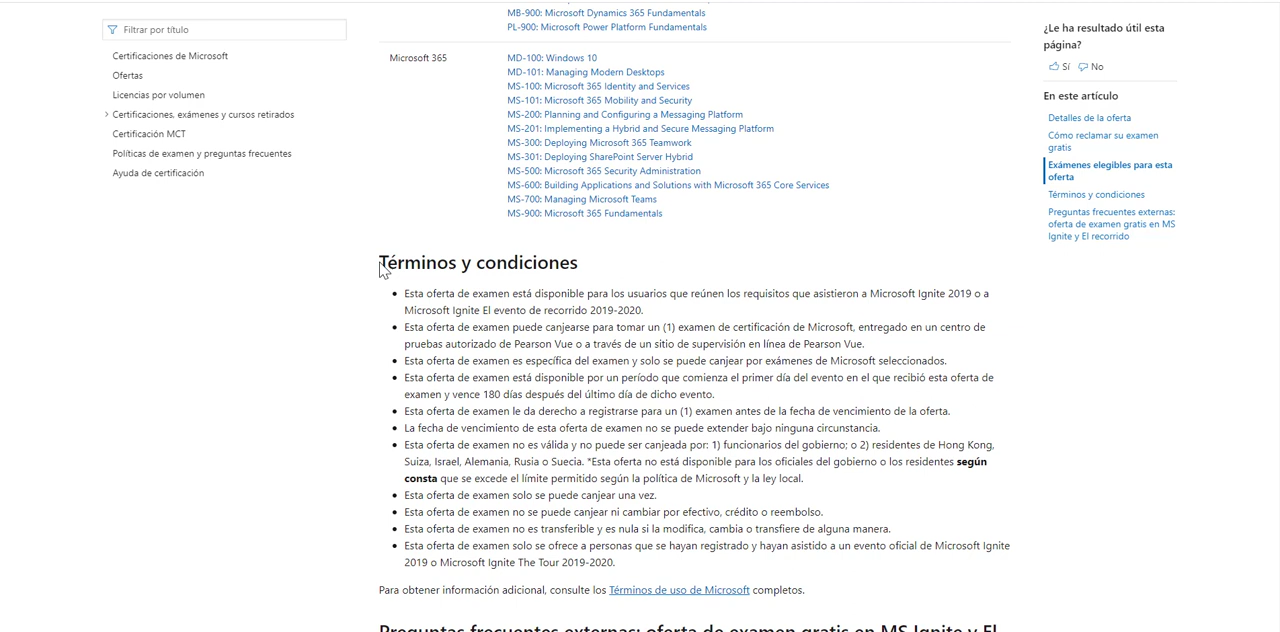 Filtrar por título
Certificaciones de Microsoft
Ofertas
Licencias por volumen
Certificaciones, exámenes y cursos retirados
Certificación MCT
Políticas de examen y preguntas frecuentes
Ayuda de certificación
MB-900: Microsoft Dynamics 365 Fundamentals
PL-900: Microsoft Power Platform Fundamentals
Microsoft 365
MD-100: Windows 10
MD-101: Managing Modern Desktops
MS-100: Microsoft 365 Identity and Services
MS-101: Microsoft 365 Mobility and Security
MS-200: Planning and Configuring a Messaging Platform
MS-201: Implementing a Hybrid and Secure Messaging Platform
MS-300: Deploying Microsoft 365 Teamwork
MS-301: Deploying SharePoint Server Hybrid
MS-500: Microsoft 365 Security Administration
MS-600: Building Applications and Solutions with Microsoft 365 Core Services
MS-700: Managing Microsoft Teams
MS-900: Microsoft 365 Fundamentals
Términos y condiciones
Esta oferta de examen está disponible para los usuarios que reúnen los requisitos que asistieron a Microsoft Ignite 2019 o a
Microsoft Ignite El evento de recorrido 2019-2020.
Esta oferta de examen puede canjearse para tomar un (1) examen de certificación de Microsoft, entregado en un centro de
pruebas autorizado de Pearson Vue o a través de un sitio de supervisión en línea de Pearson Vue.
Esta oferta de examen es específica del examen y solo se puede canjear por exámenes de Microsoft seleccionados.
Esta oferta de examen está disponible por un período que comienza el primer día del evento en el que recibió esta oferta de
examen y vence 180 días después del último día de dicho evento.
Esta oferta de examen le da derecho a registrarse para un (1) examen antes de la fecha de vencimiento de la oferta.
La fecha de vencimiento de esta oferta de examen no se puede extender bajo ninguna circunstancia.
Esta oferta de examen no es válida y no puede ser canjeada por: 1) funcionarios del gobierno; o 2) residentes de Hong Kong,
Suiza, Israel, Alemania, Rusia o Suecia. *Esta oferta no está disponible para los oficiales del gobierno o los residentes según
consta que se excede el límite permitido según la política de Microsoft y la ley local.
Esta oferta de examen solo se puede canjear una vez.
Esta oferta de examen no se puede canjear ni cambiar por efectivo, crédito o reembolso.
Esta oferta de examen no es transferible y es nula si la modifica, cambia o transfiere de alguna manera.
Esta oferta de examen solo se ofrece a personas que se hayan registrado y hayan asistido a un evento oficial de Microsoft Ignite
2019 o Microsoft Ignite The Tour 2019-2020.
Para obtener información adicional, consulte los Términos de uso de Microsoft completos.
Preguntas frecuentes externas: oferta de examen gratis en MS Ignite y El
¿Le ha resultado útil esta
página?
Sí No
En este artículo
Detalles de la oferta
Cómo reclamar su examen
gratis
Exámenes elegibles para esta
oferta
Términos y condiciones
Preguntas frecuentes externas:
oferta de examen gratis en MS
Ignite y El recorrido